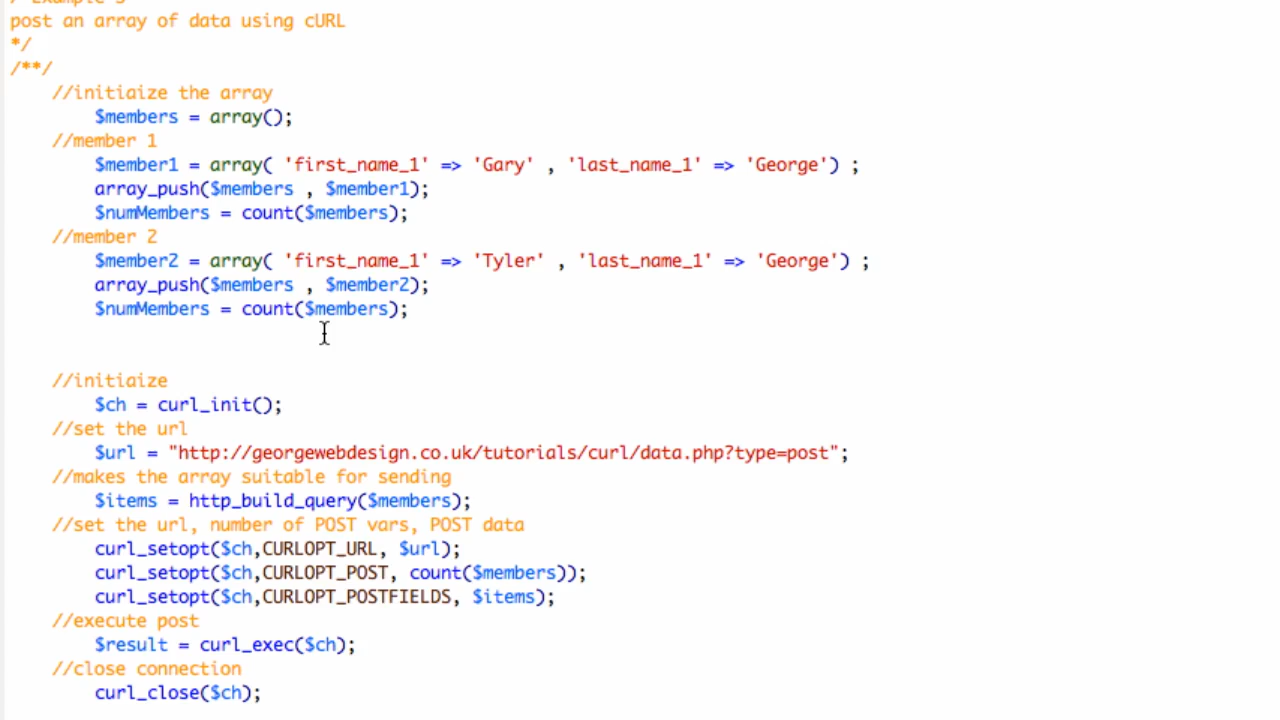 post an array of data using cURL
*/
/**/
//initiaize the array
$members = array();
//member 1
$member1 = array( 'first_name_1' => 'Gary' , 'last_name_1' => 'George') ;
array_push($members , $member1);
$numMembers = count($members);
//member 2
$member2 = array( 'first_name_1' => 'Tyler' , 'last_name_1' => 'George') ;
array_push($members , $member2);
$numMembers = count($members);
//initiaize
$ch = curl_init();
//set the url
$url = "http://georgewebdesign.co.uk/tutorials/curl/data.php?type=post";
//makes the array suitable for sending
$items = http_build_query($members);
//set the url, number of POST vars, POST data
curl_setopt($ch,CURLOPT_URL, $url);
curl_setopt($ch,CURLOPT_POST, count($members));
curl_setopt($ch,CURLOPT_POSTFIELDS, $items);
//execute post
$result = curl_exec($ch);
//close connection
curl_close($ch);